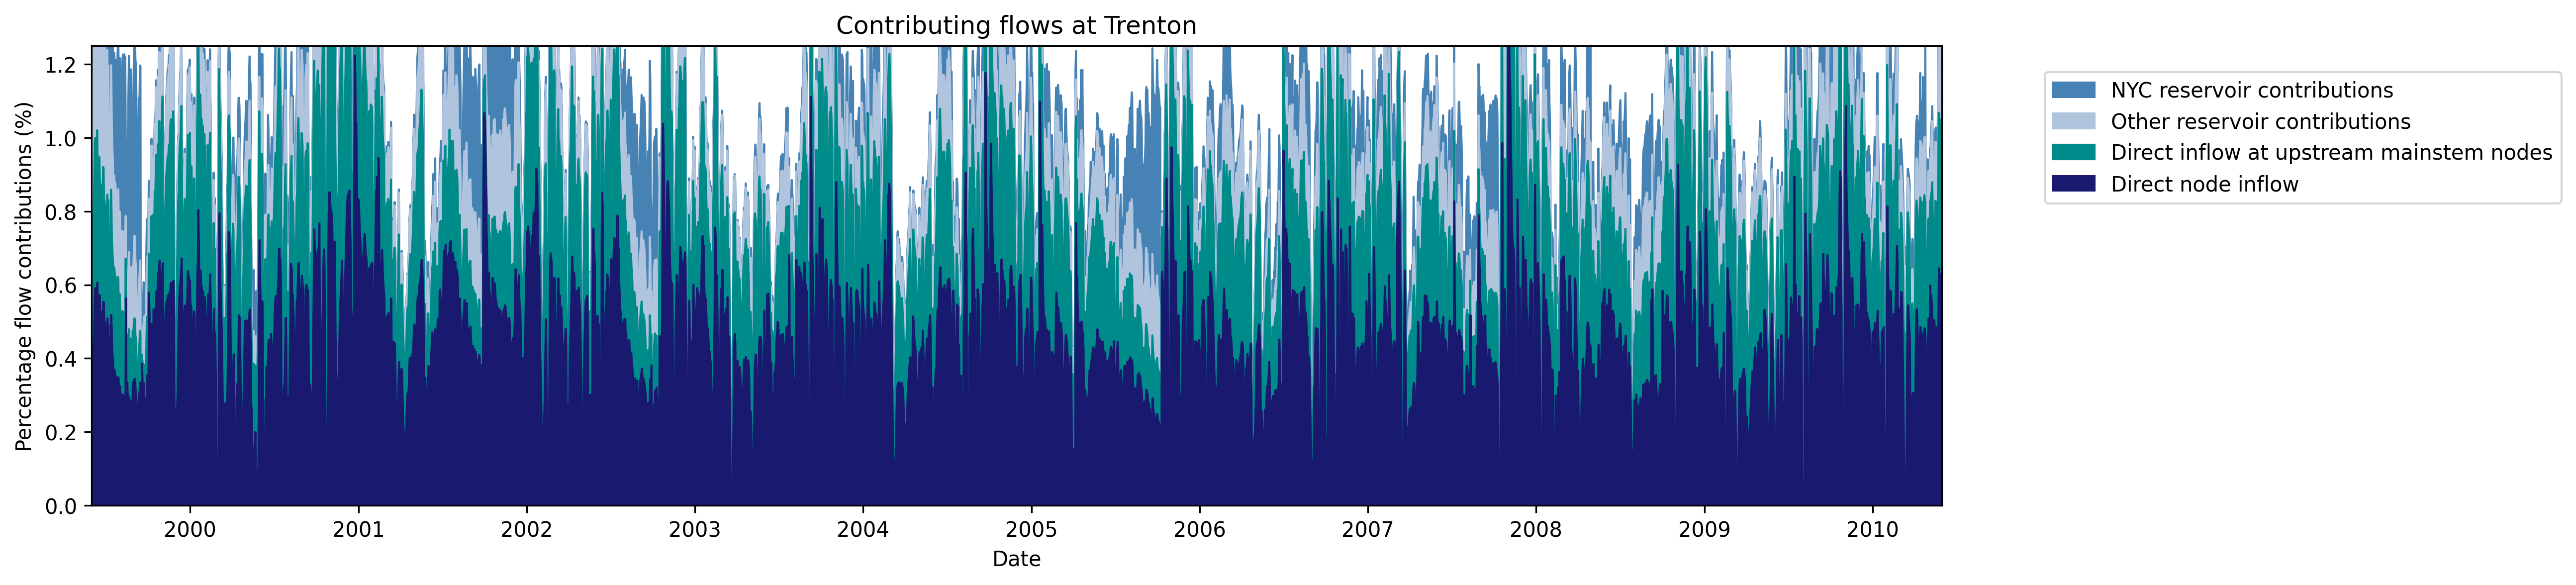 Contributing flows at Trenton
Percentage flow contributions (%)
1.2
1.0
0.8
0.6
0.4
0.2
0.0
2000 2001 2002 2003 2004 2005 2006 2007 2008 2009 2010
Date
NYC reservoir contributions
Other reservoir contributions
Direct inflow at upstream mainstem nodes
Direct node inflow